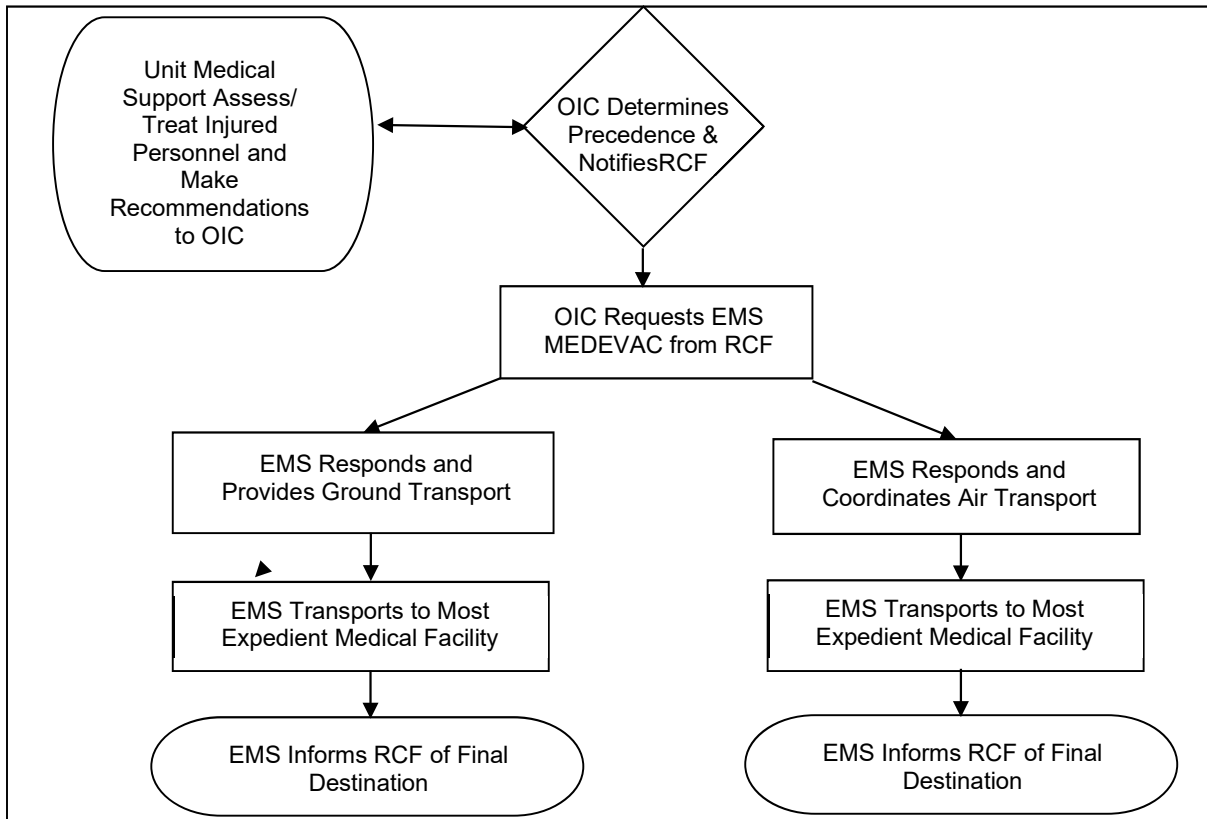 Unit Medical
Support Assess/
Treat Injured
Personnel and
Make
Recommendations
to OIC
OIC Determines
Precedence &
NotifiesRCF
OIC Requests EMS
MEDEVAC from RCF
EMS Responds and
Provides Ground Transport
EMS Responds and
Coordinates Air Transport
EMS Transports to Most
Expedient Medical Facility
EMS Transports to Most
Expedient Medical Facility
EMS Informs RCF of Final
Destination
EMS Informs RCF of Final
Destination